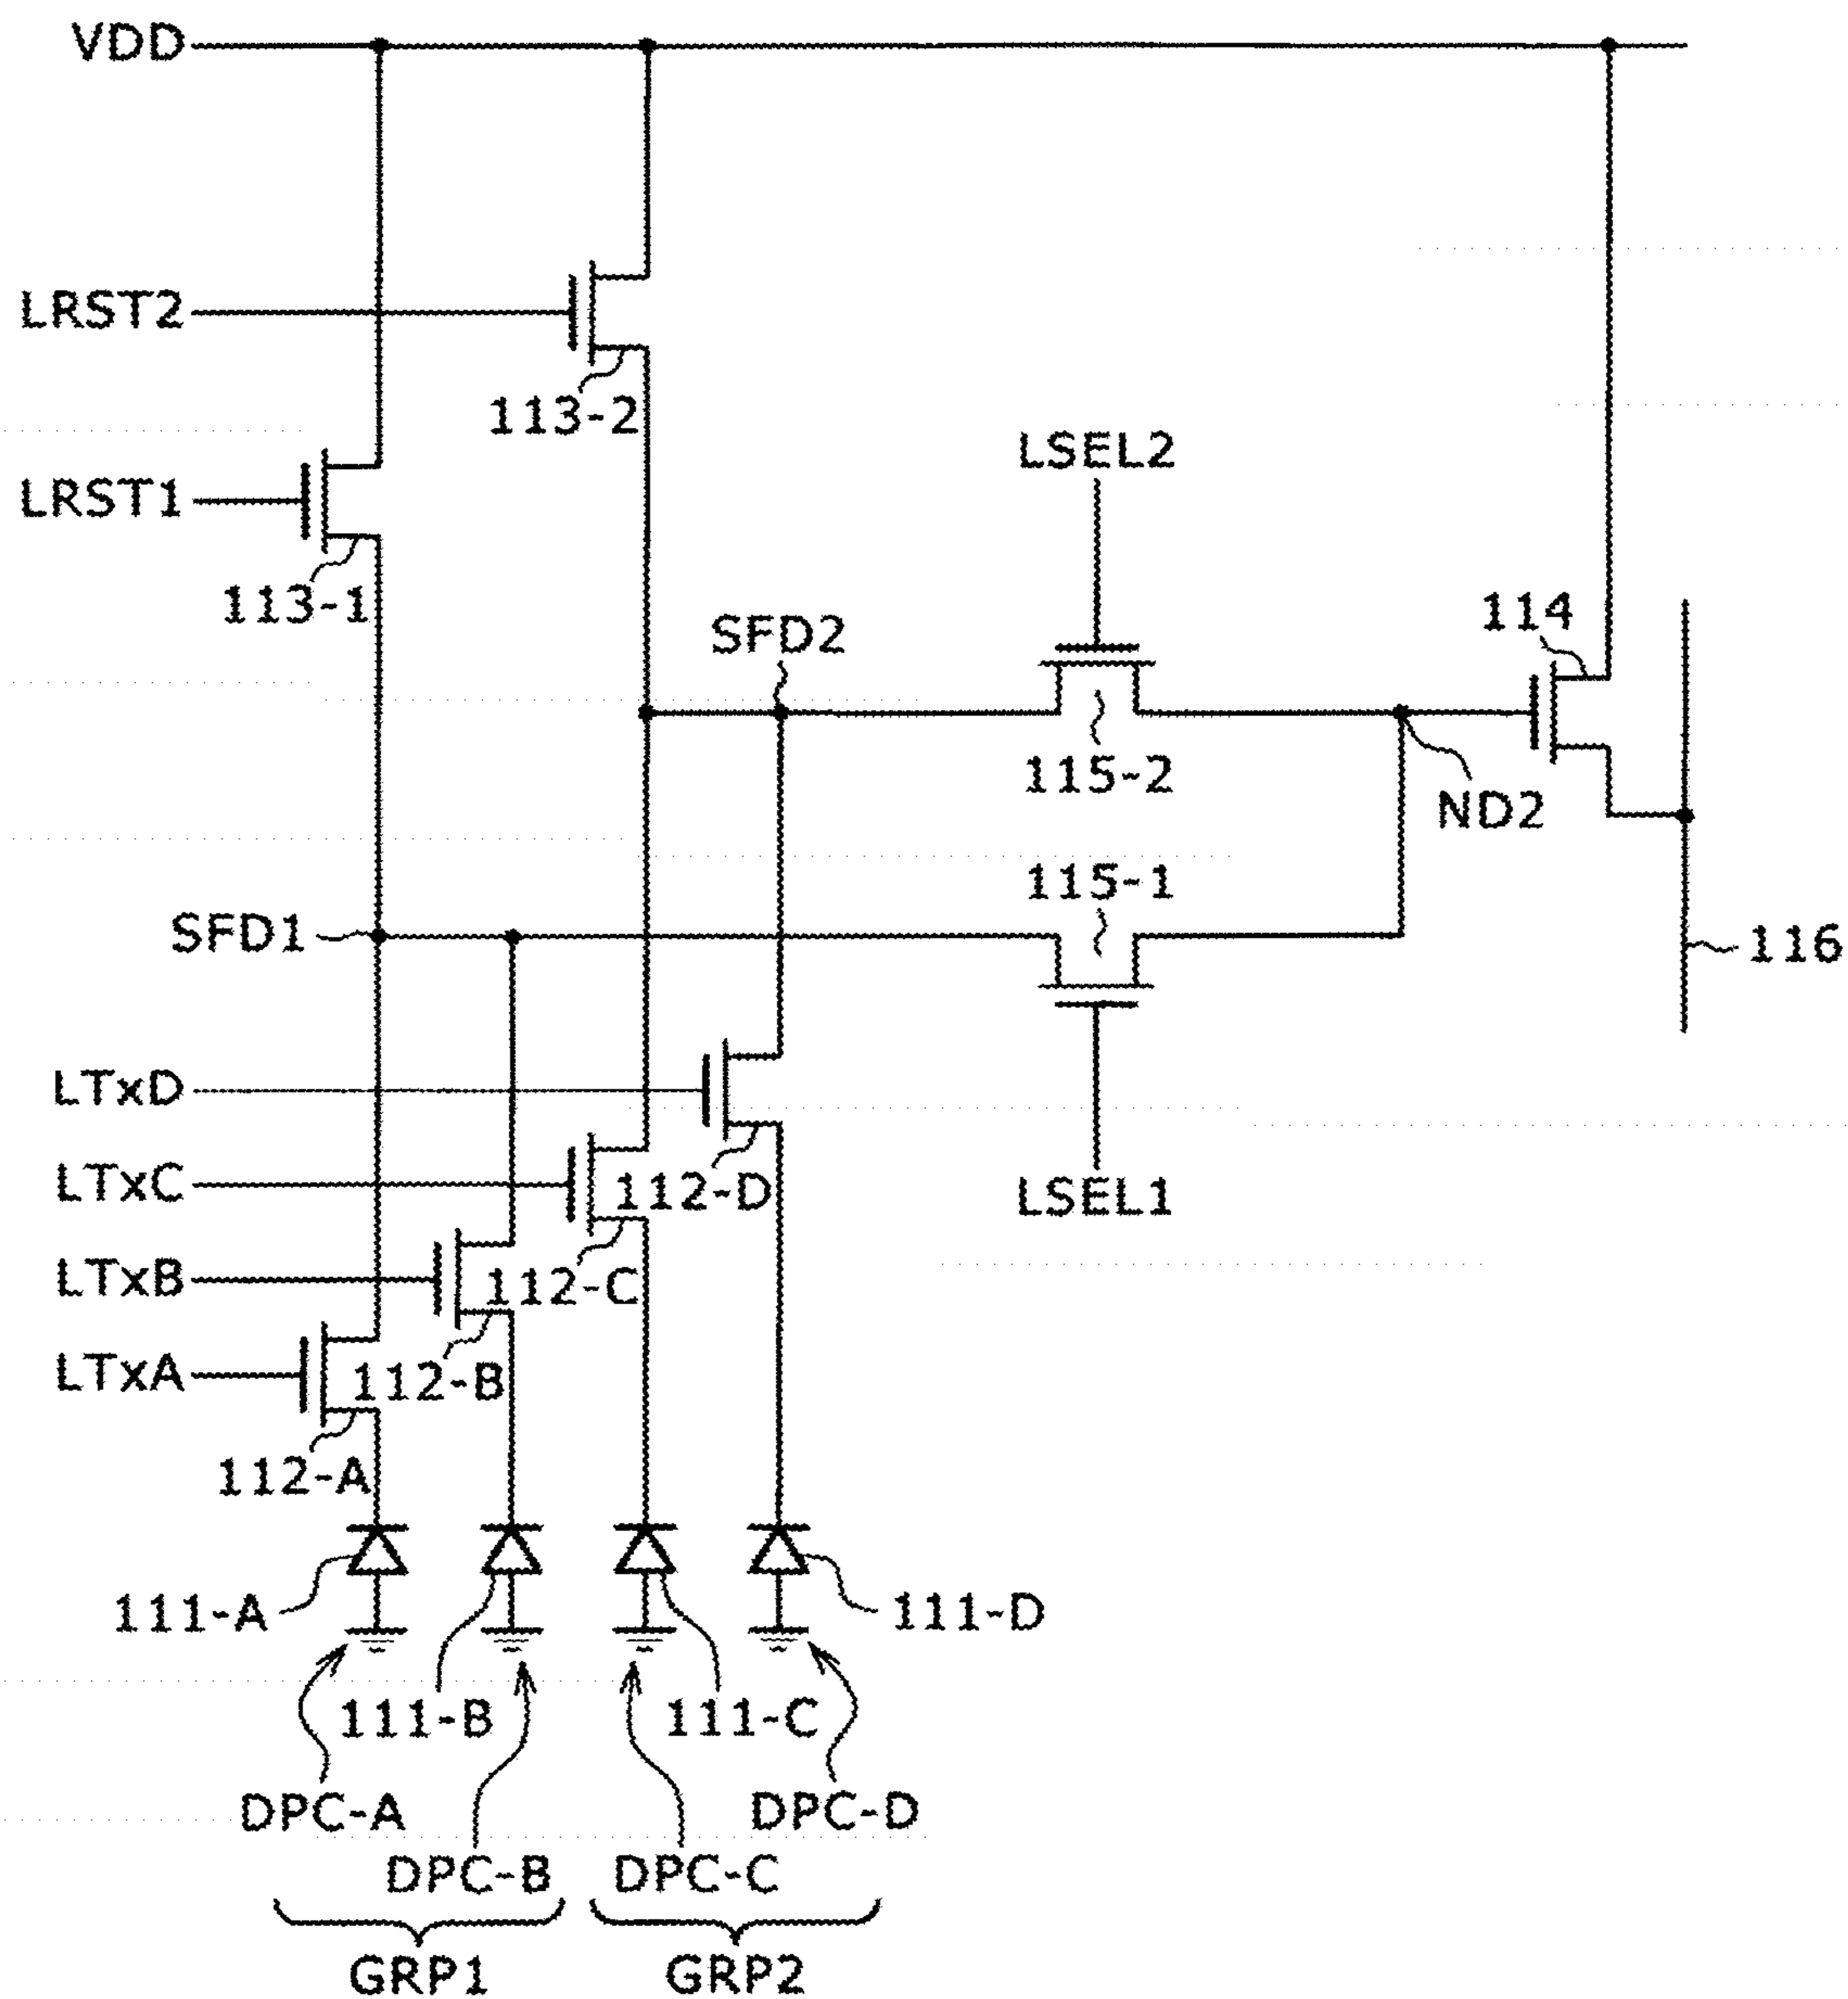 VDD
LRST2
113-2
LSEL2
LRST1
113-1
114
SFD2
115-2
ND2
115-1
SFD1
116
LTxD
LTxC
112-D
LSEL1
LTxB
112-C
LTxA
112-B
112-A
111-A
111-D
111-B
111-C
DPC-A
DPC-D
DPC-B
DPC-C
GRP1
GRP2